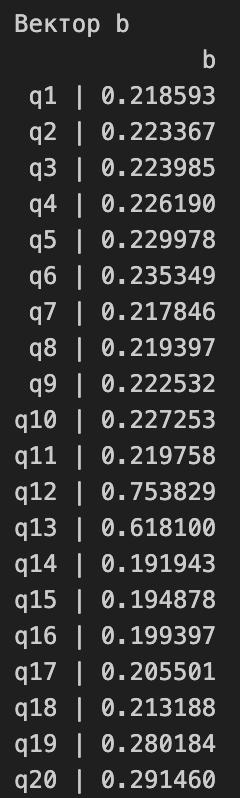 Вектор b
b
q1 | 0.218593
q2 | 0.223367
q3 | 0.223985
q4 | 0.226190
q5 | 0.229978
q6 | 0.235349
q7 | 0.217846
q8 | 0.219397
q9 | 0.222532
q10 | 0.227253
q11 | 0.219758
q12 | 0.753829
q13 | 0.618100
q14 | 0.191943
q15 | 0.194878
q16 | 0.199397
q17 | 0.205501
q18 | 0.213188
q19 | 0.280184
q20 | 0.291460